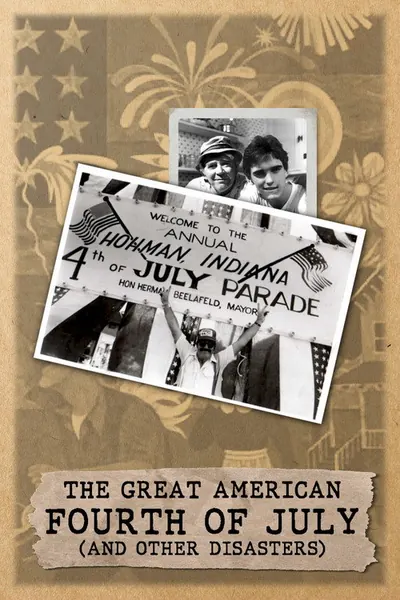 WELCOME TO THE
ANNUAL
HOHMAN INDIANA
4th OF JULY PARADE
HON HERMAN BEELAFELD, MAYOR
THE GREAT AMERICAN
FOURTH OF JULY
(AND OTHER DISASTERS)